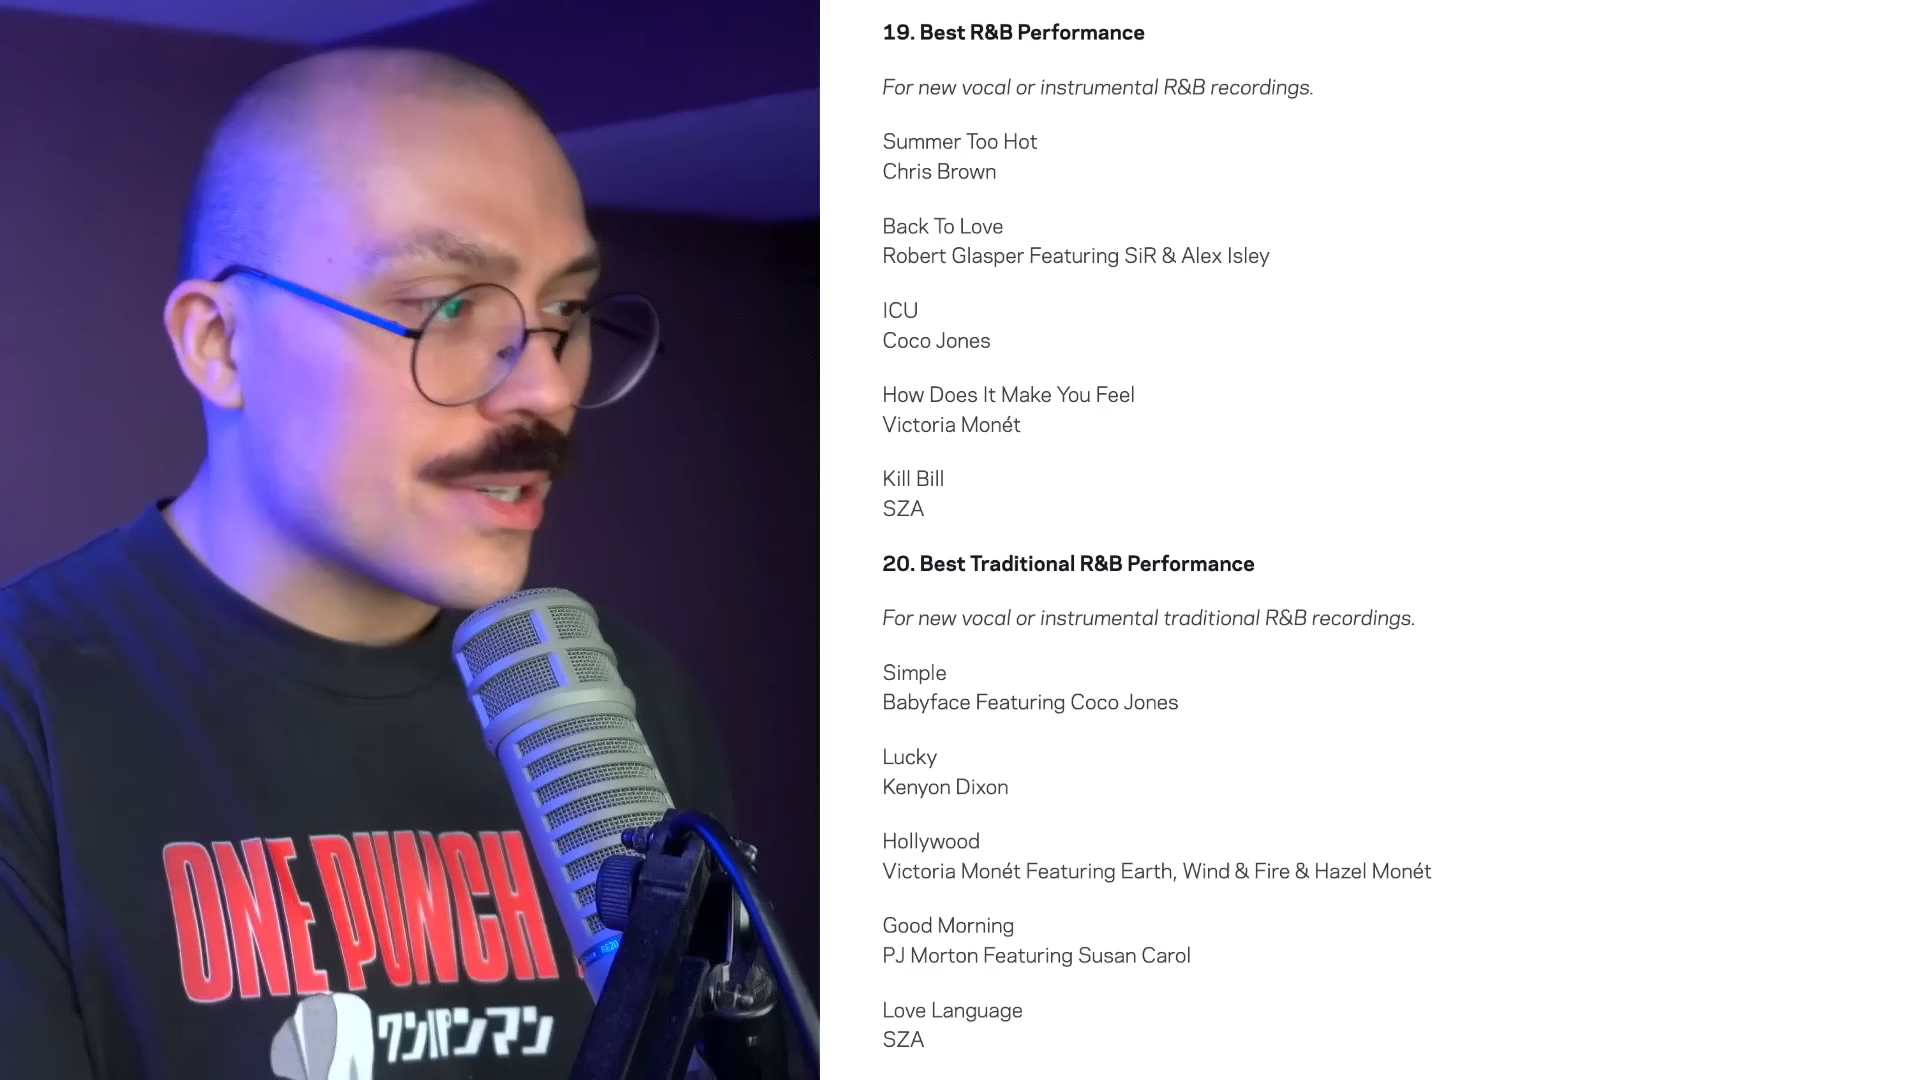 19. Best R&B Performance
For new vocal or instrumental R&B recordings.
Summer Too Hot
Chris Brown
Back To Love
Robert Glasper Featuring SiR & Alex Isley
ICU
Coco Jones
How Does It Make You Feel
Victoria Monét
Kill Bill
SZA
20. Best Traditional R&B Performance
For new vocal or instrumental traditional R&B recordings.
Simple
Babyface Featuring Coco Jones
Lucky
Kenyon Dixon
Hollywood
Victoria Monét Featuring Earth, Wind & Fire & Hazel Monét
Good Morning
PJ Morton Featuring Susan Carol
Love Language
SZA
ONE PUNCH
ワンパンマン
RE20